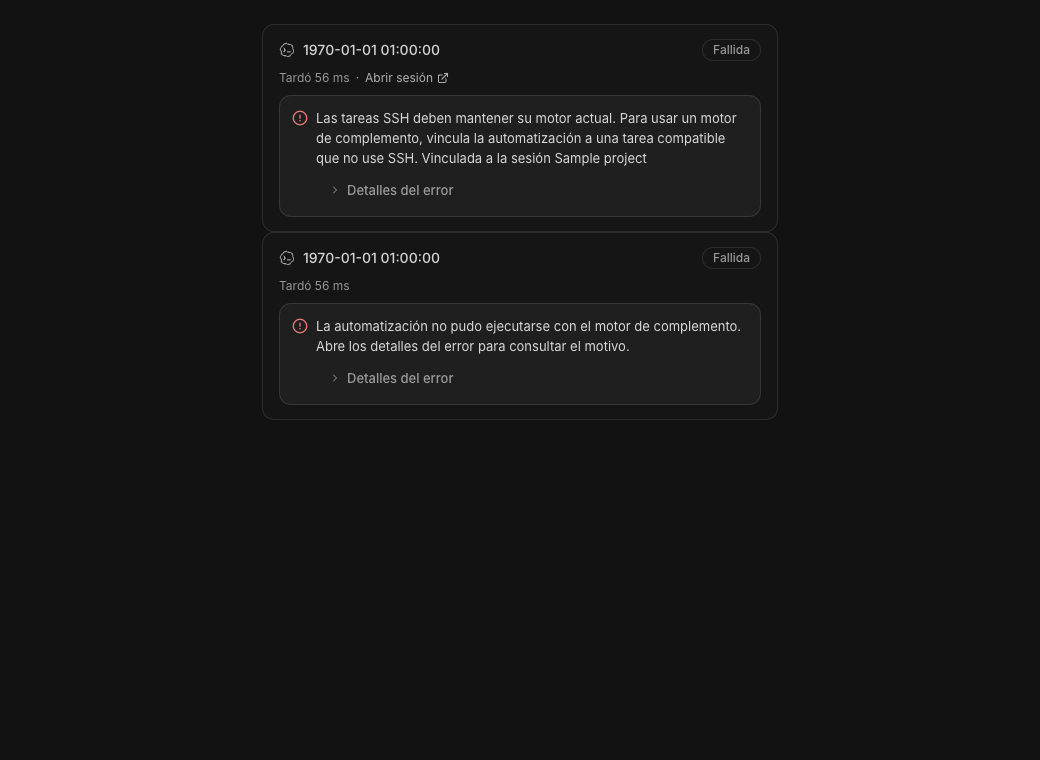 1970-01-01 01:00:00
Fallida
Tardó 56 ms · Abrir sesión
Las tareas SSH deben mantener su motor actual. Para usar un motor
de complemento, vincula la automatización a una tarea compatible
que no use SSH. Vinculada a la sesión Sample project
Detalles del error
1970-01-01 01:00:00
Fallida
Tardó 56 ms
La automatización no pudo ejecutarse con el motor de complemento.
Abre los detalles del error para consultar el motivo.
Detalles del error